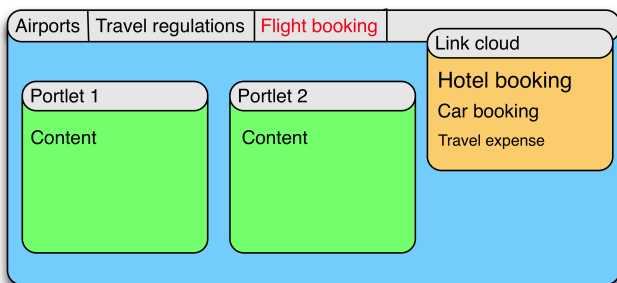 Airports Travel regulations Flight booking
Link cloud
Hotel booking
Car booking
Travel expense
Portlet 1
Content
Portlet 2
Content